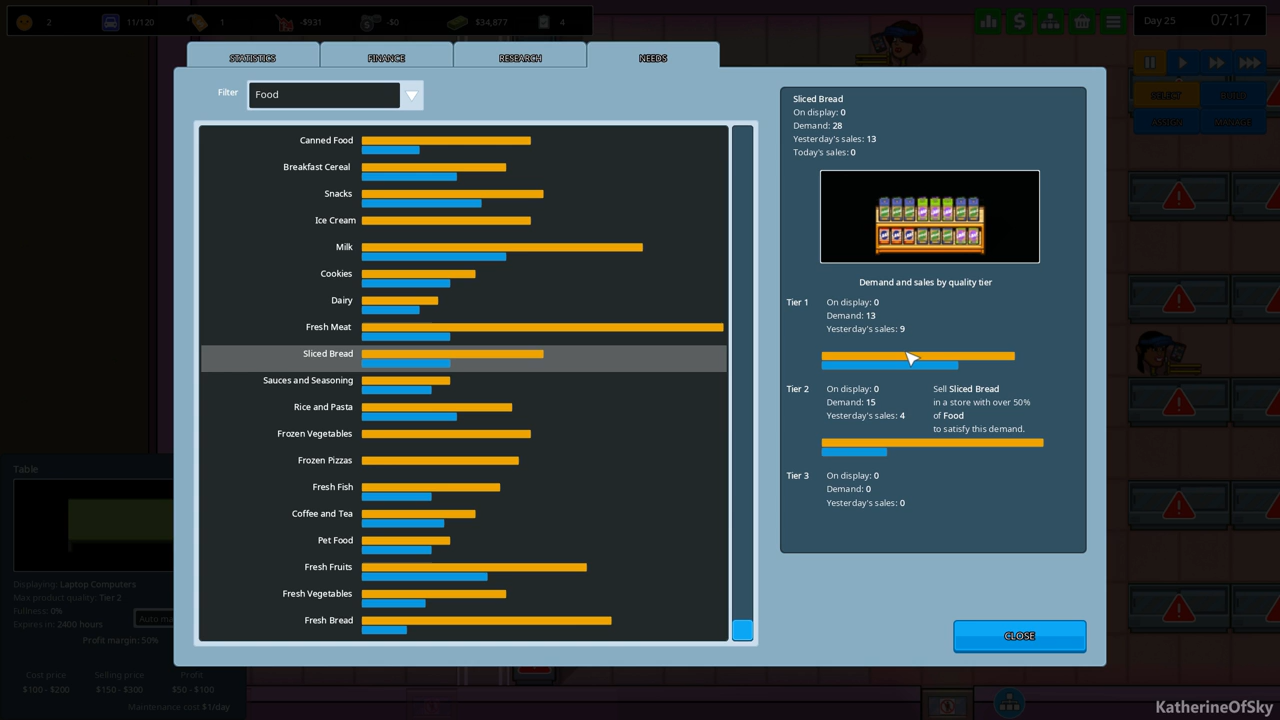 2
11/120
1
-$931
-$0
$34,877
4
Day 25
07:17
STATISTICS
FINANCE
RESEARCH
NEEDS
Filter
Food
SELECT
ASSIGN
MANAGE
Canned Food
Breakfast Cereal
Snacks
Ice Cream
Milk
Cookies
Dairy
Fresh Meat
Sliced Bread
Sauces and Seasoning
Rice and Pasta
Frozen Vegetables
Frozen Pizzas
Fresh Fish
Coffee and Tea
Pet Food
Fresh Fruits
Fresh Vegetables
Fresh Bread
Sliced Bread
On display: 0
Demand: 28
Yesterday's sales: 13
Today's sales: 0
Demand and sales by quality tier
Tier 1
On display: 0
Demand: 13
Yesterday's sales: 9
Tier 2
On display: 0
Demand: 15
Yesterday's sales: 4
Sell Sliced Bread
in a store with over 50%
of Food
to satisfy this demand.
Tier 3
On display: 0
Demand: 0
Yesterday's sales: 0
CLOSE
Table
Displaying: Laptop Computers
Max product quality: Tier 2
Fullness: 0%
Expires in: 2400 hours
Auto ma
Profit margin: 50%
Cost price
Selling price
Profit
$100 - $200
$150 - $300
$50 - $100
Maintenance cost $1/day
KatherineOfSky